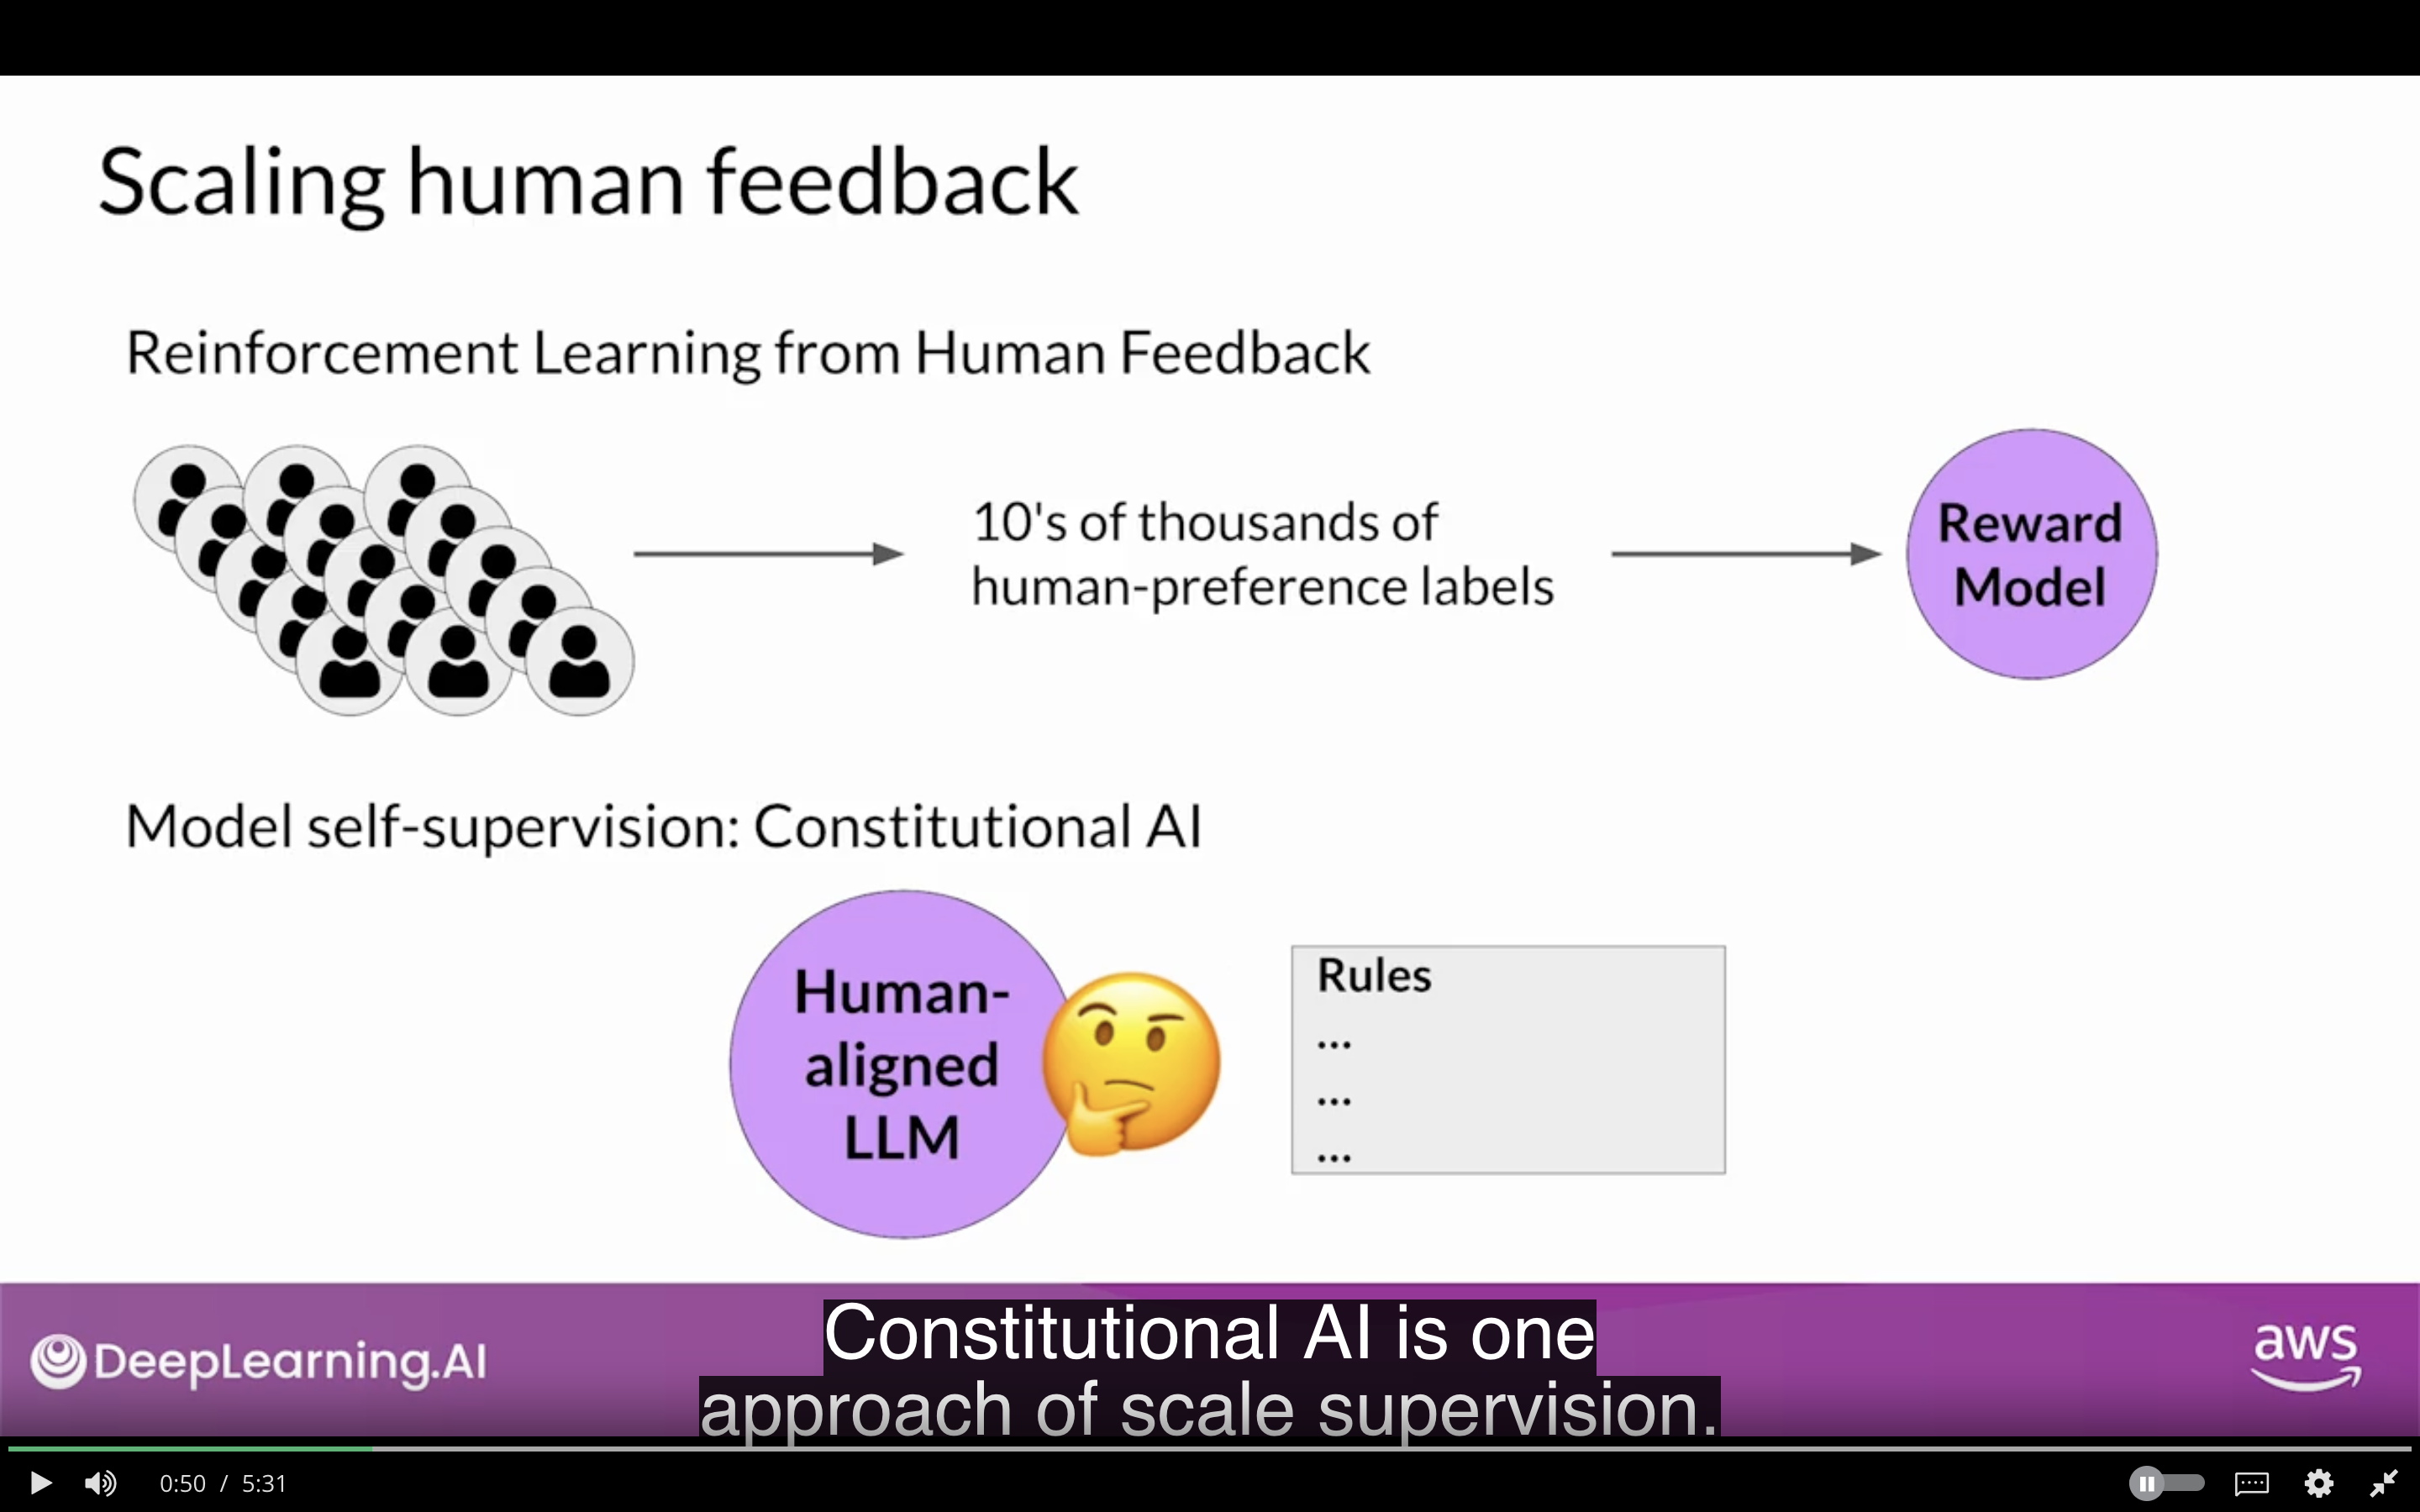 Scaling human feedback
Reinforcement Learning from Human Feedback
10's of thousands of
human-preference labels
Reward
Model
Model self-supervision: Constitutional AI
Human-
aligned
LLM
Rules
...
...
...
DeepLearning.AI
Constitutional AI is one
approach of scale supervision.
aws
0:50 / 5:31